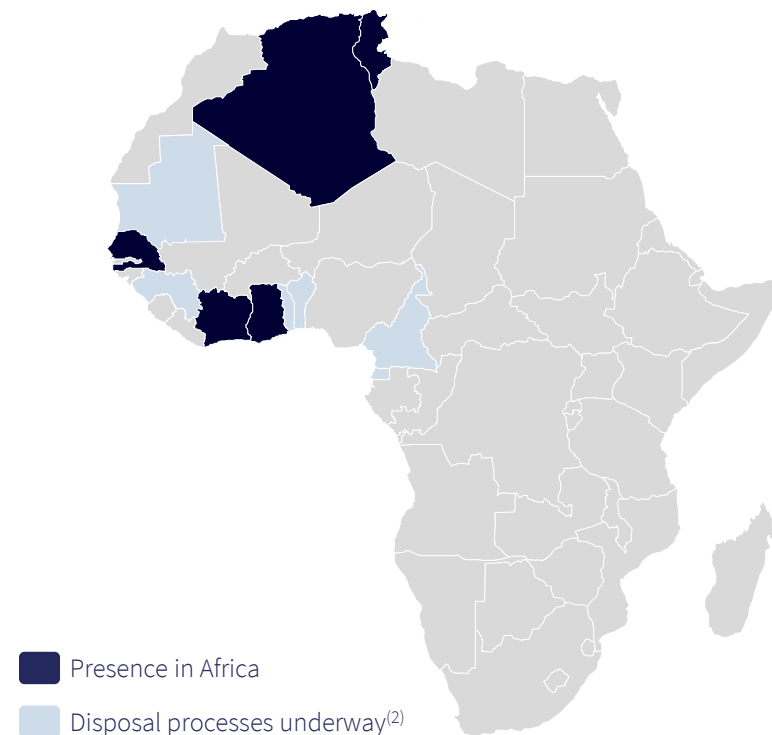 Presence in Africa
Disposal processes underway(2)